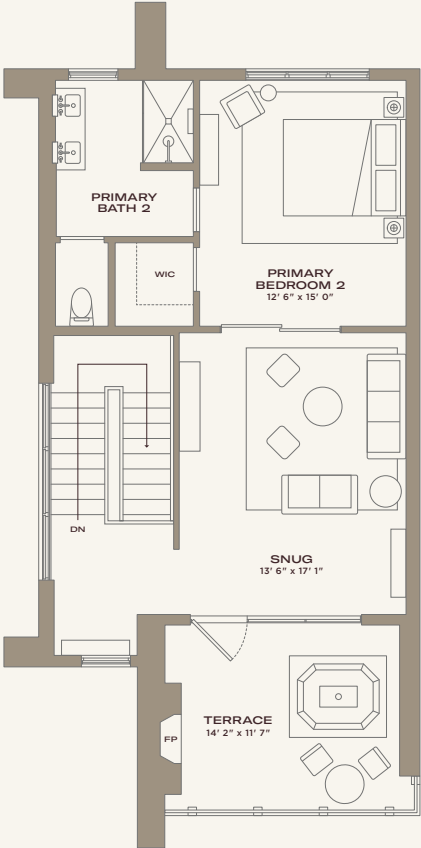 PRIMARY
BATH 2
WIC
PRIMARY
BEDROOM 2
12' 6" x 15' 0"
DN
SNUG
13' 6" x 17' 1"
TERRACE
14' 2" x 11' 7"
FP